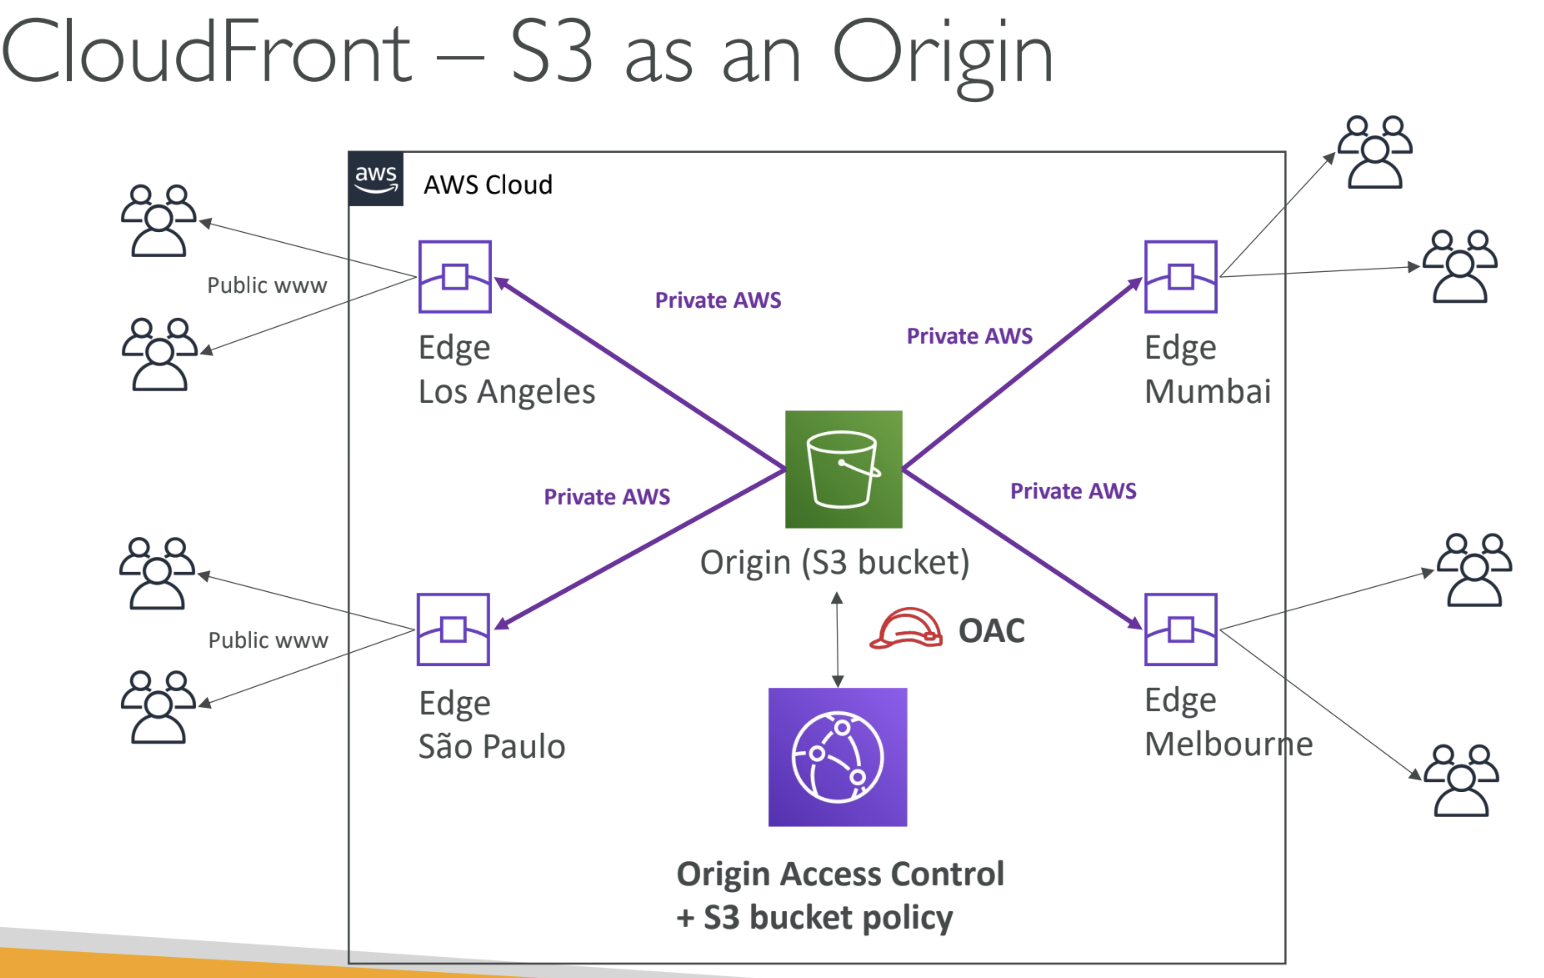 CloudFront – S3 as an Origin
aws
AWS Cloud
Public www
Private AWS
Private AWS
Edge
Los Angeles
Edge
Mumbai
Private AWS
Private AWS
Origin (S3 bucket)
OAC
Public www
Edge
São Paulo
Edge
Melbourne
Origin Access Control
+ S3 bucket policy